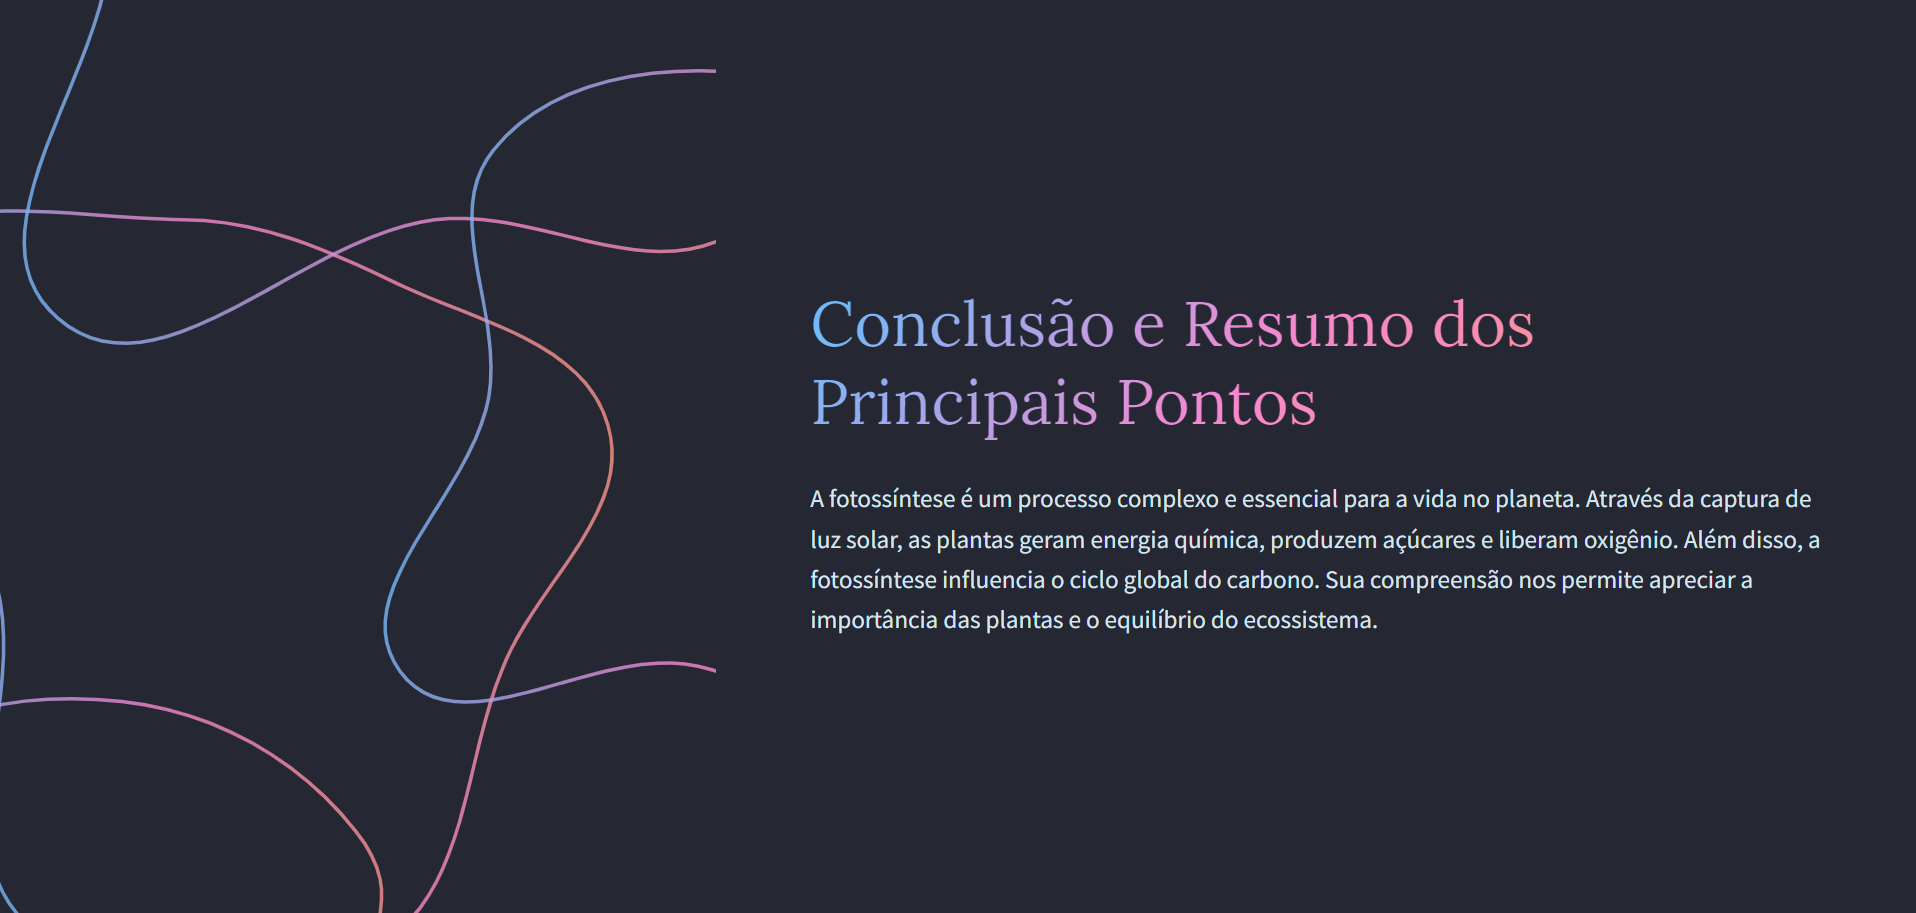 Conclusão e Resumo dos
Principais Pontos
A fotossíntese é um processo complexo e essencial para a vida no planeta. Através da captura de
luz solar, as plantas geram energia química, produzem açúcares e liberam oxigênio. Além disso, a
fotossíntese influencia o ciclo global do carbono. Sua compreensão nos permite apreciar a
importância das plantas e o equilíbrio do ecossistema.